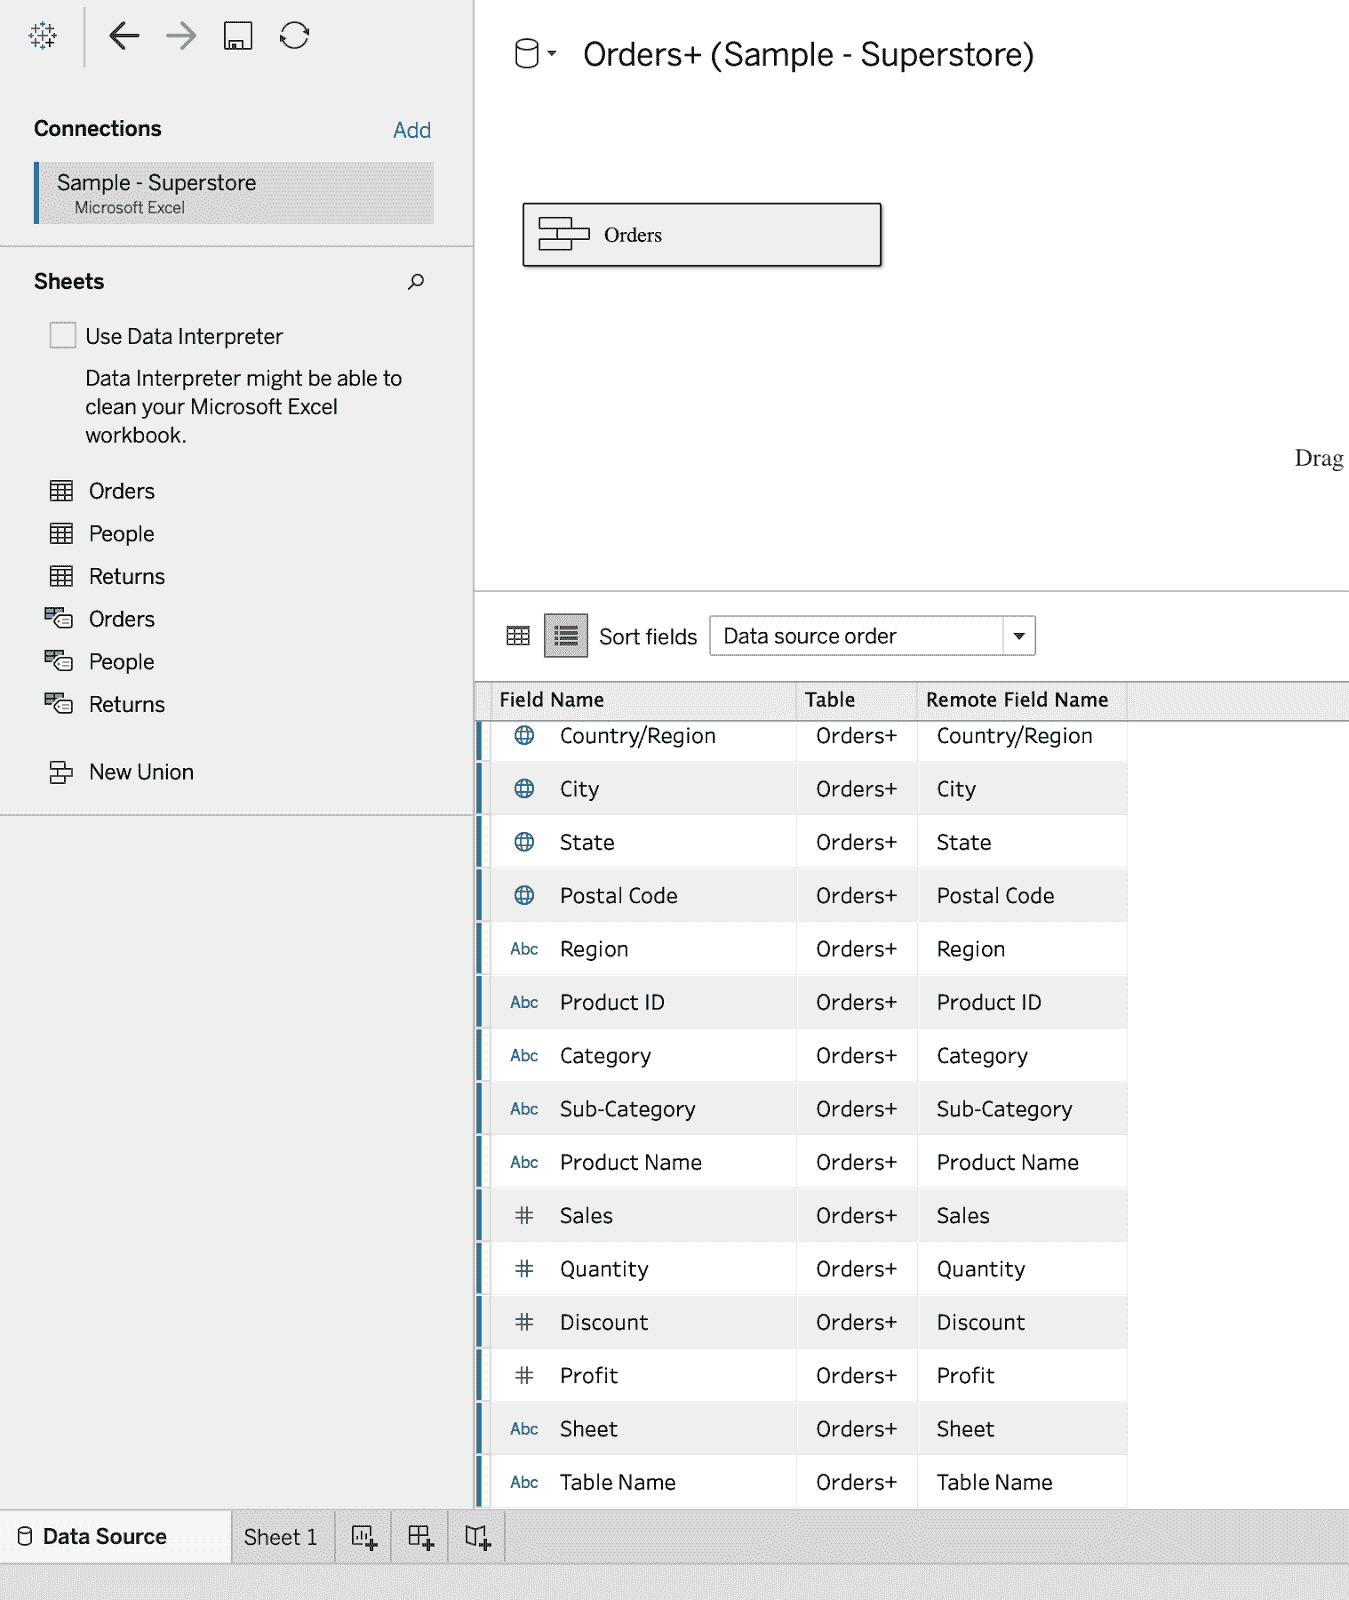 Orders+ (Sample - Superstore)
Connections
Add
Sample - Superstore
Microsoft Excel
Orders
Sheets
Use Data Interpreter
Data Interpreter might be able to
clean your Microsoft Excel
workbook.
Orders
People
Returns
Orders
People
Returns
New Union
Drag
Sort fields Data source order
Field Name Table Remote Field Name
Country/Region Orders+ Country/Region
City Orders+ City
State Orders+ State
Postal Code Orders+ Postal Code
Abc Region Orders+ Region
Abc Product ID Orders+ Product ID
Abc Category Orders+ Category
Abc Sub-Category Orders+ Sub-Category
Abc Product Name Orders+ Product Name
# Sales Orders+ Sales
# Quantity Orders+ Quantity
# Discount Orders+ Discount
# Profit Orders+ Profit
Abc Sheet Orders+ Sheet
Abc Table Name Orders+ Table Name
Data Source Sheet 1